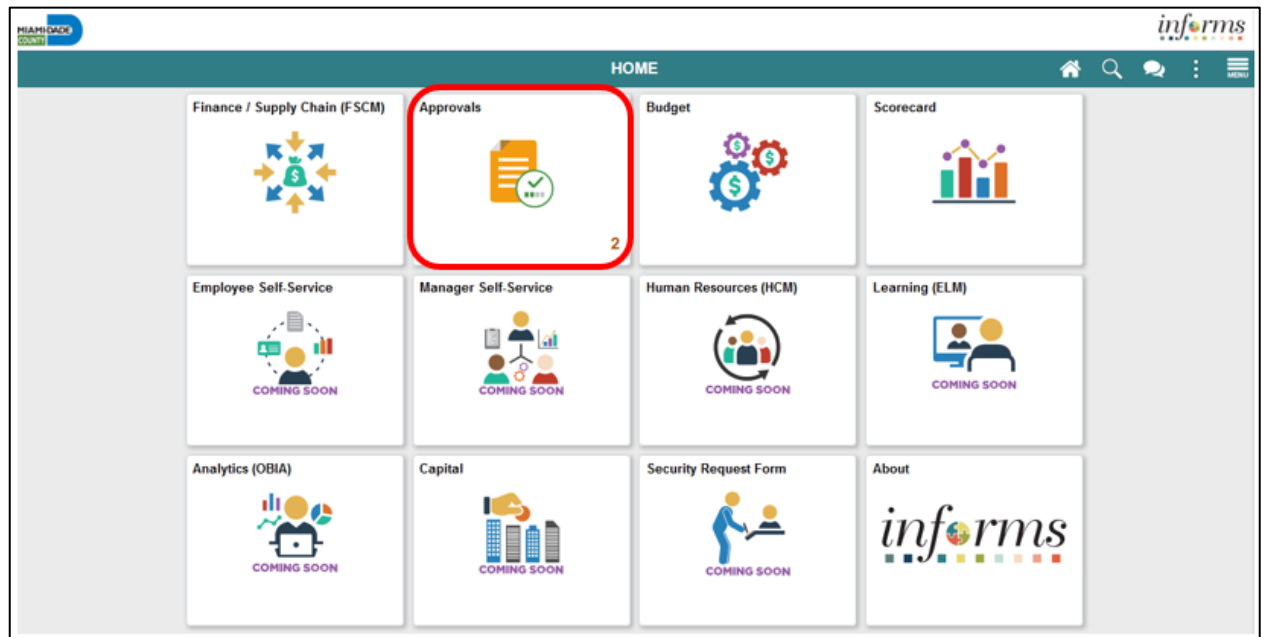 MIAMI-DADE
COUNTY
informs
HOME
MENU
Finance / Supply Chain (FSCM)
Approvals
Budget
Scorecard
$
$
$
$
2
Employee Self-Service
Manager Self-Service
Human Resources (HCM)
Learning (ELM)
COMING SOON
COMING SOON
COMING SOON
COMING SOON
Analytics (OBIA)
Capital
Security Request Form
About
informs
COMING SOON
COMING SOON
COMING SOON